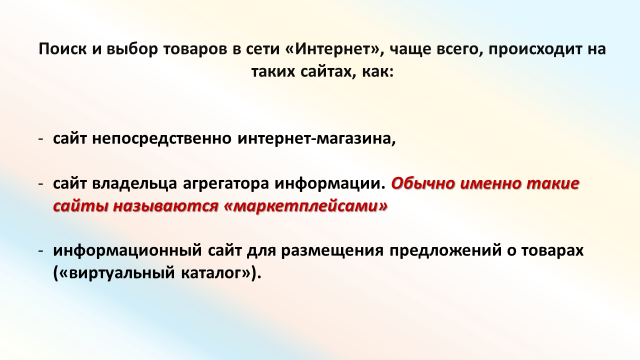 Поиск и выбор товаров в сети «Интернет», чаще всего, происходит на
таких сайтах, как:
- сайт непосредственно интернет-магазина,
- сайт владельца агрегатора информации. Обычно именно такие
сайты называются «маркетплейсами»
- информационный сайт для размещения предложений о товарах
(«виртуальный каталог»).